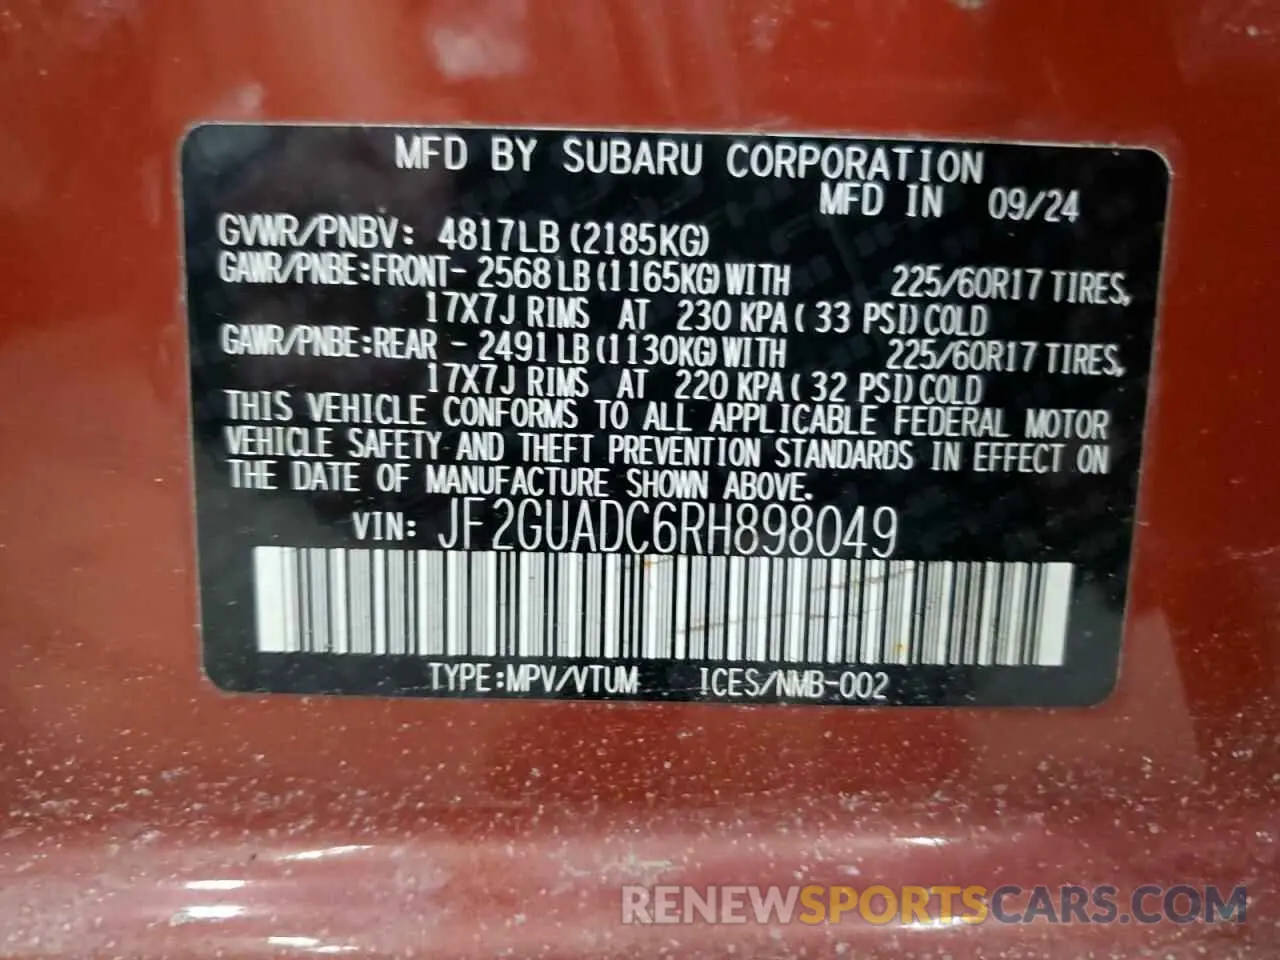 MFD BY SUBARU CORPORATION
MFD IN 09/24
GVWR/PNBV: 4817LB (2185KG)
GAWR/PNBE:FRONT- 2568LB (1165KG) WITH 225/60R17 TIRES,
17X7J RIMS AT 230 KPA ( 33 PSI) COLD
GAWR/PNBE:REAR - 2491LB (1130KG) WITH 225/60R17 TIRES,
17X7J RIMS AT 220 KPA ( 32 PSI) COLD
THIS VEHICLE CONFORMS TO ALL APPLICABLE FEDERAL MOTOR
VEHICLE SAFETY AND THEFT PREVENTION STANDARDS IN EFFECT ON
THE DATE OF MANUFACTURE SHOWN ABOVE.
VIN: JF2GUADC6RH898049
TYPE:MPV/VTUM ICES/NMB-002
RENEWSPORTSCARS.COM